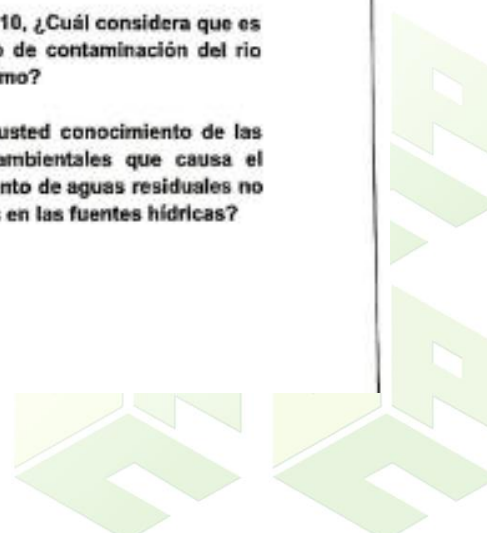 10, ¿Cuál considera que es
de contaminación del rio
mo?
usted conocimiento de las
ambientales que causa el
nto de aguas residuales no
en las fuentes hídricas?